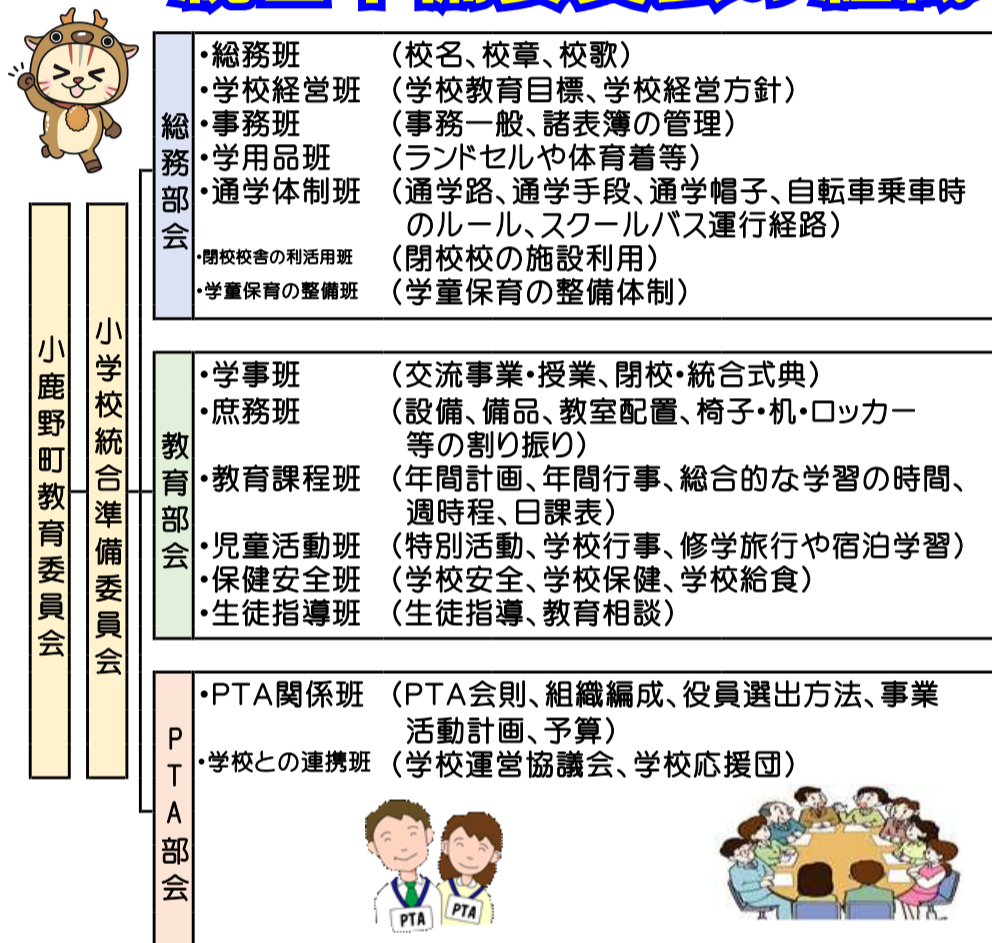 小鹿野町教育委員会
小学校統合準備委員会
総務部会
・総務班 （校名、校章、校歌）
・学校経営班 （学校教育目標、学校経営方針）
・事務班 （事務一般、諸表簿の管理）
・学用品班 （ランドセルや体育着等）
・通学体制班 （通学路、通学手段、通学帽子、自転車乗車時
のルール、スクールバス運行経路）
・閉校校舎の利活用班 （閉校校の施設利用）
・学童保育の整備班 （学童保育の整備体制）
教育部会
・学事班 （交流事業・授業、閉校・統合式典）
・庶務班 （設備、備品、教室配置、椅子・机・ロッカー
等の割り振り）
・教育課程班 （年間計画、年間行事、総合的な学習の時間、
週時程、日課表）
・児童活動班 （特別活動、学校行事、修学旅行や宿泊学習）
・保健安全班 （学校安全、学校保健、学校給食）
・生徒指導班 （生徒指導、教育相談）
PTA部会
・PTA関係班 （PTA会則、組織編成、役員選出方法、事業
活動計画、予算）
・学校との連携班 （学校運営協議会、学校応援団）
PTA
PTA